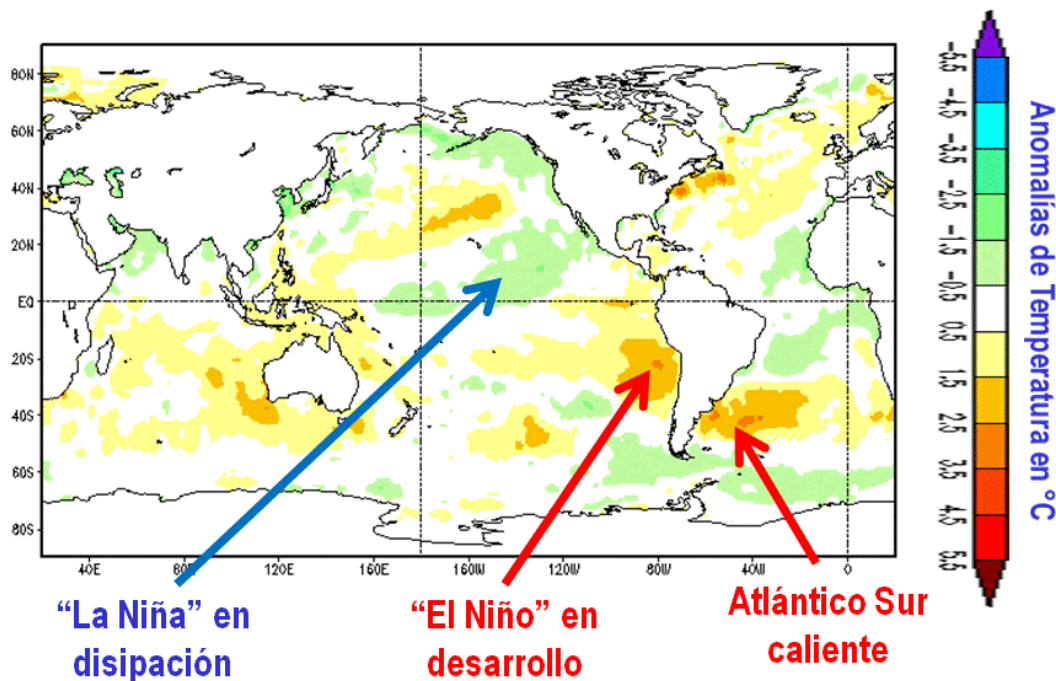 80N
60N
40N
20N
EQ
20S
40S
60S
80S
40E
80E
120E
160E
160W
120W
80W
40W
0
-5.5
-4.5
-3.5
-2.5
-1.5
-0.5
0.5
1.5
2.5
3.5
4.5
5.5
Anomalías de Temperatura en °C
“La Niña” en
disipación
“El Niño” en
desarrollo
Atlántico Sur
caliente